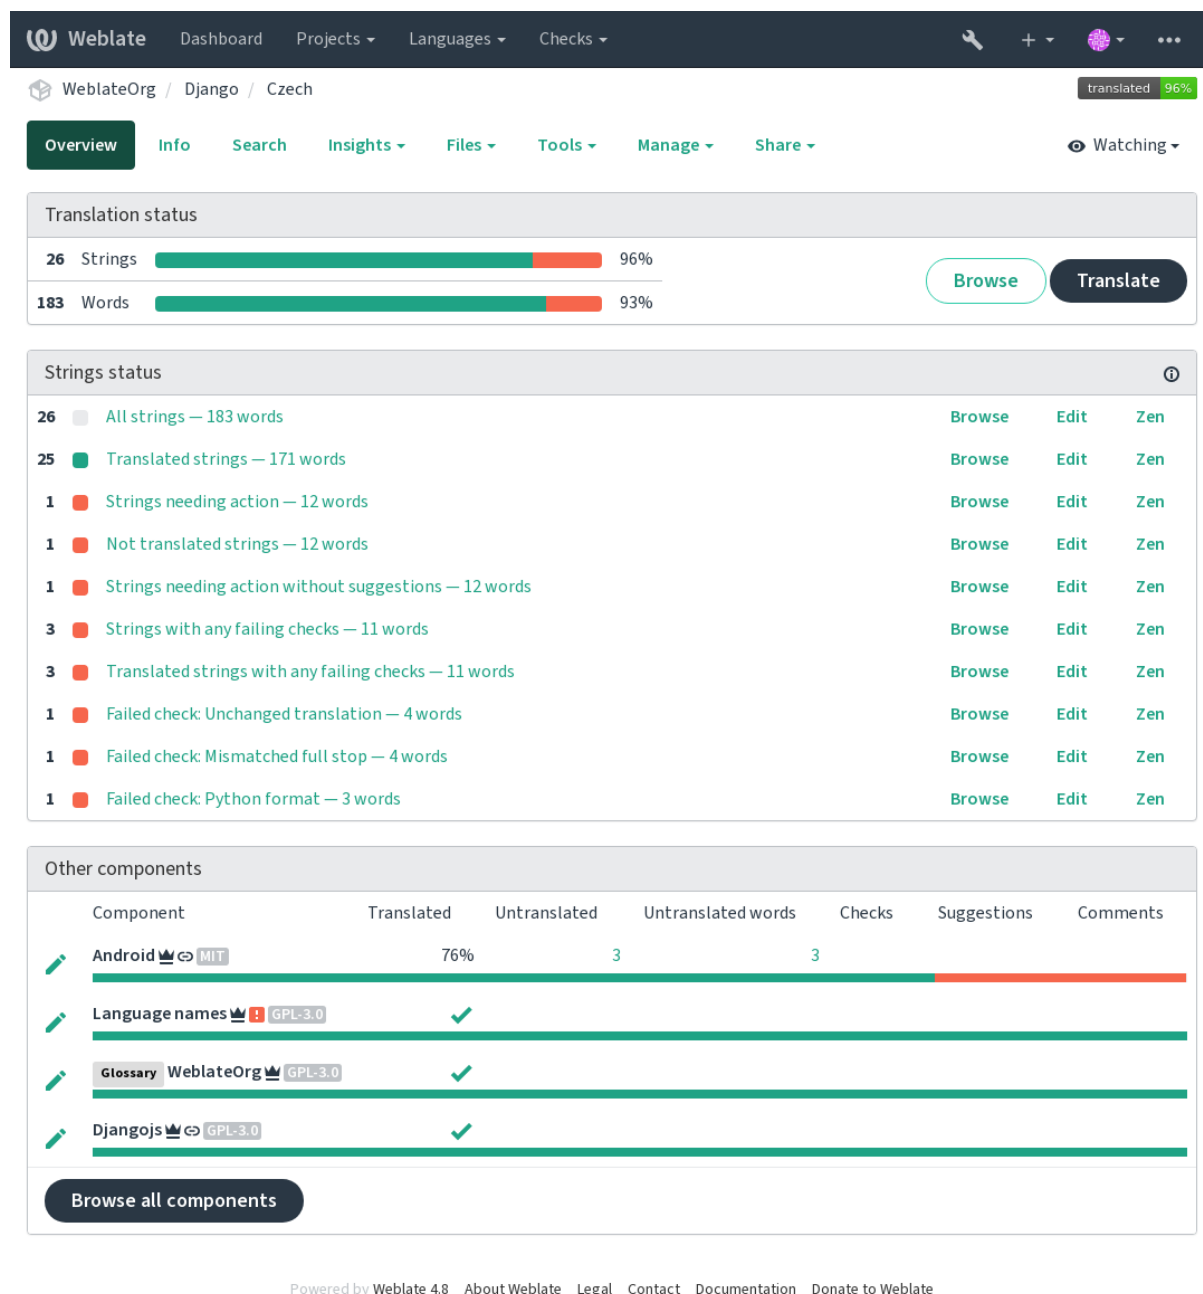 Weblate Dashboard Projects Languages Checks
WeblateOrg / Django / Czech translated 96%
Overview Info Search Insights Files Tools Manage Share Watching
Translation status
26 Strings 96%
Browse Translate
183 Words 93%
Strings status
26 All strings — 183 words Browse Edit Zen
25 Translated strings — 171 words Browse Edit Zen
1 Strings needing action — 12 words Browse Edit Zen
1 Not translated strings — 12 words Browse Edit Zen
1 Strings needing action without suggestions — 12 words Browse Edit Zen
3 Strings with any failing checks — 11 words Browse Edit Zen
3 Translated strings with any failing checks — 11 words Browse Edit Zen
1 Failed check: Unchanged translation — 4 words Browse Edit Zen
1 Failed check: Mismatched full stop — 4 words Browse Edit Zen
1 Failed check: Python format — 3 words Browse Edit Zen
Other components
Component Translated Untranslated Untranslated words Checks Suggestions Comments
Android MIT 76% 3 3
Language names GPL-3.0
Glossary WeblateOrg GPL-3.0
Djangojs GPL-3.0
Browse all components
Powered by Weblate 4.8 About Weblate Legal Contact Documentation Donate to Weblate